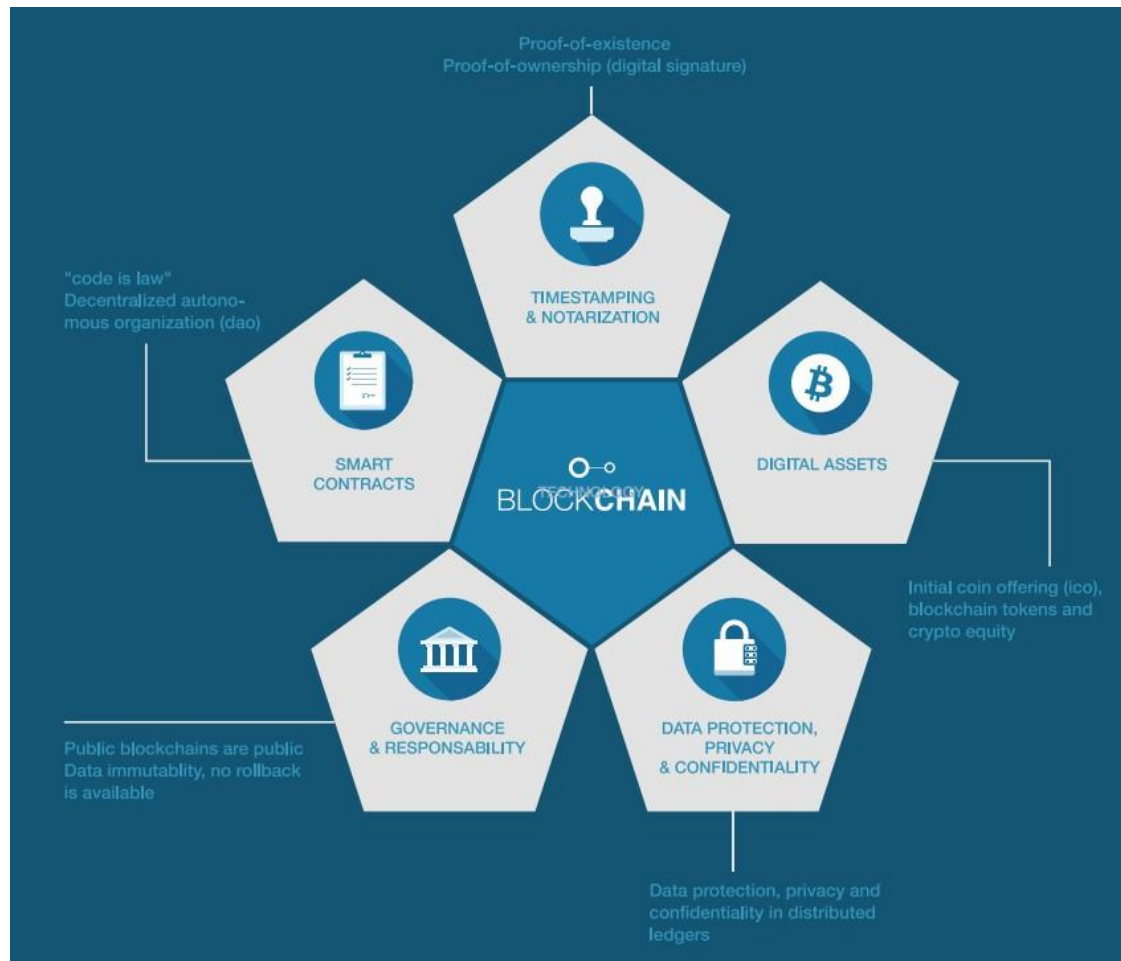 Proof-of-existence
Proof-of-ownership (digital signature)
TIMESTAMPING
& NOTARIZATION
"code is law"
Decentralized autono-
mous organization (dao)
SMART
CONTRACTS
DIGITAL ASSETS
TECHNOLOGY
BLOCKCHAIN
Initial coin offering (ico),
blockchain tokens and
crypto equity
GOVERNANCE
& RESPONSABILITY
DATA PROTECTION,
PRIVACY
& CONFIDENTIALITY
Public blockchains are public
Data immutablity, no rollback
is available
Data protection, privacy and
confidentiality in distributed
ledgers